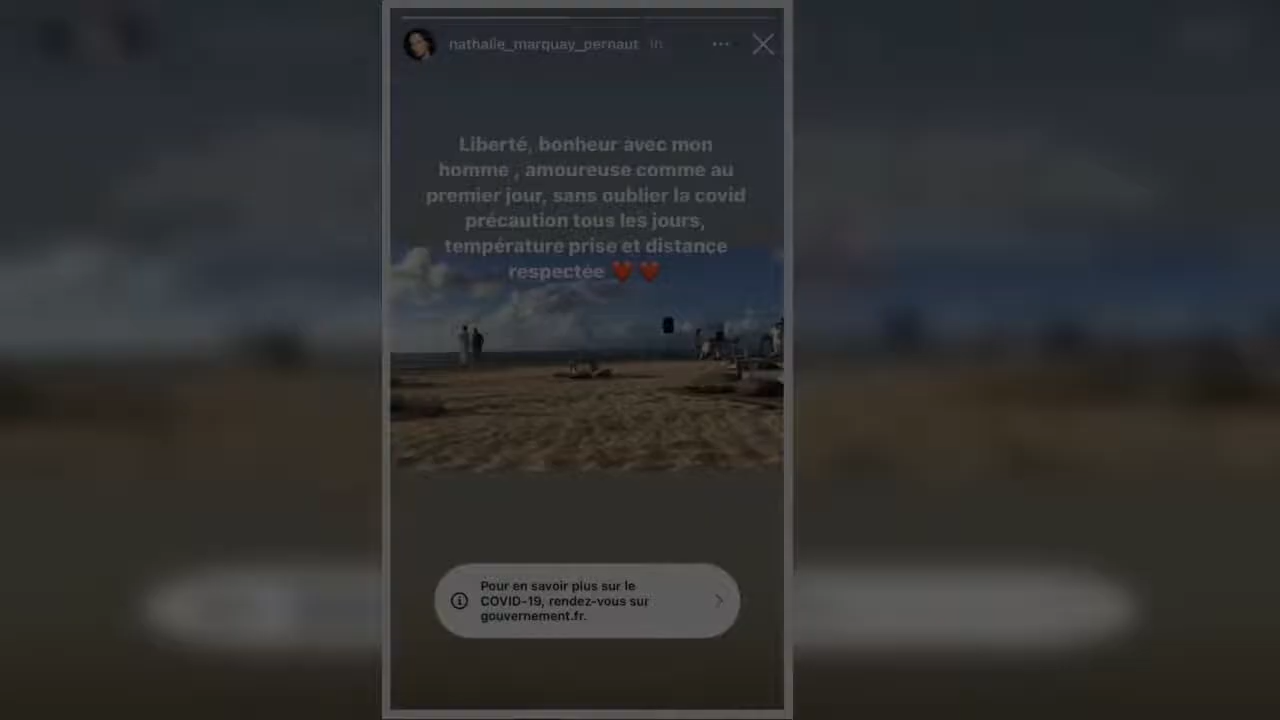 nathalie_marquay_pernaut 1h
Liberté, bonheur avec mon
homme , amoureuse comme au
premier jour, sans oublier la covid
précaution tous les jours,
température prise et distance
respectée ❤️ ❤️
Pour en savoir plus sur le
COVID-19, rendez-vous sur
gouvernement.fr.